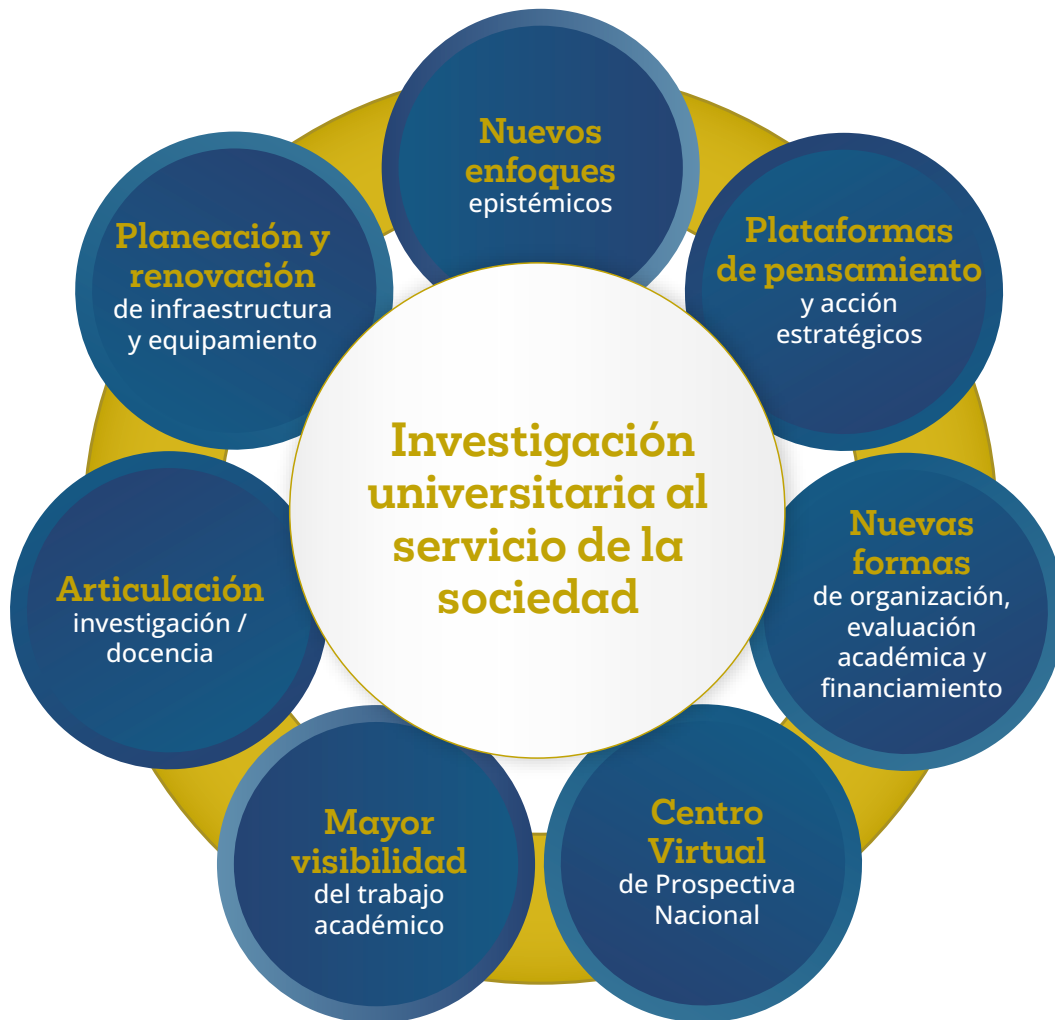 Nuevos
enfoques
epistémicos
Plataformas
de pensamiento
y acción
estratégicos
Nuevas
formas
de organización,
evaluación
académica y
financiamiento
Centro
Virtual
de Prospectiva
Nacional
Mayor
visibilidad
del trabajo
académico
Articulación
investigación /
docencia
Planeación y
renovación
de infraestructura
y equipamiento
Investigación
universitaria al
servicio de la
sociedad